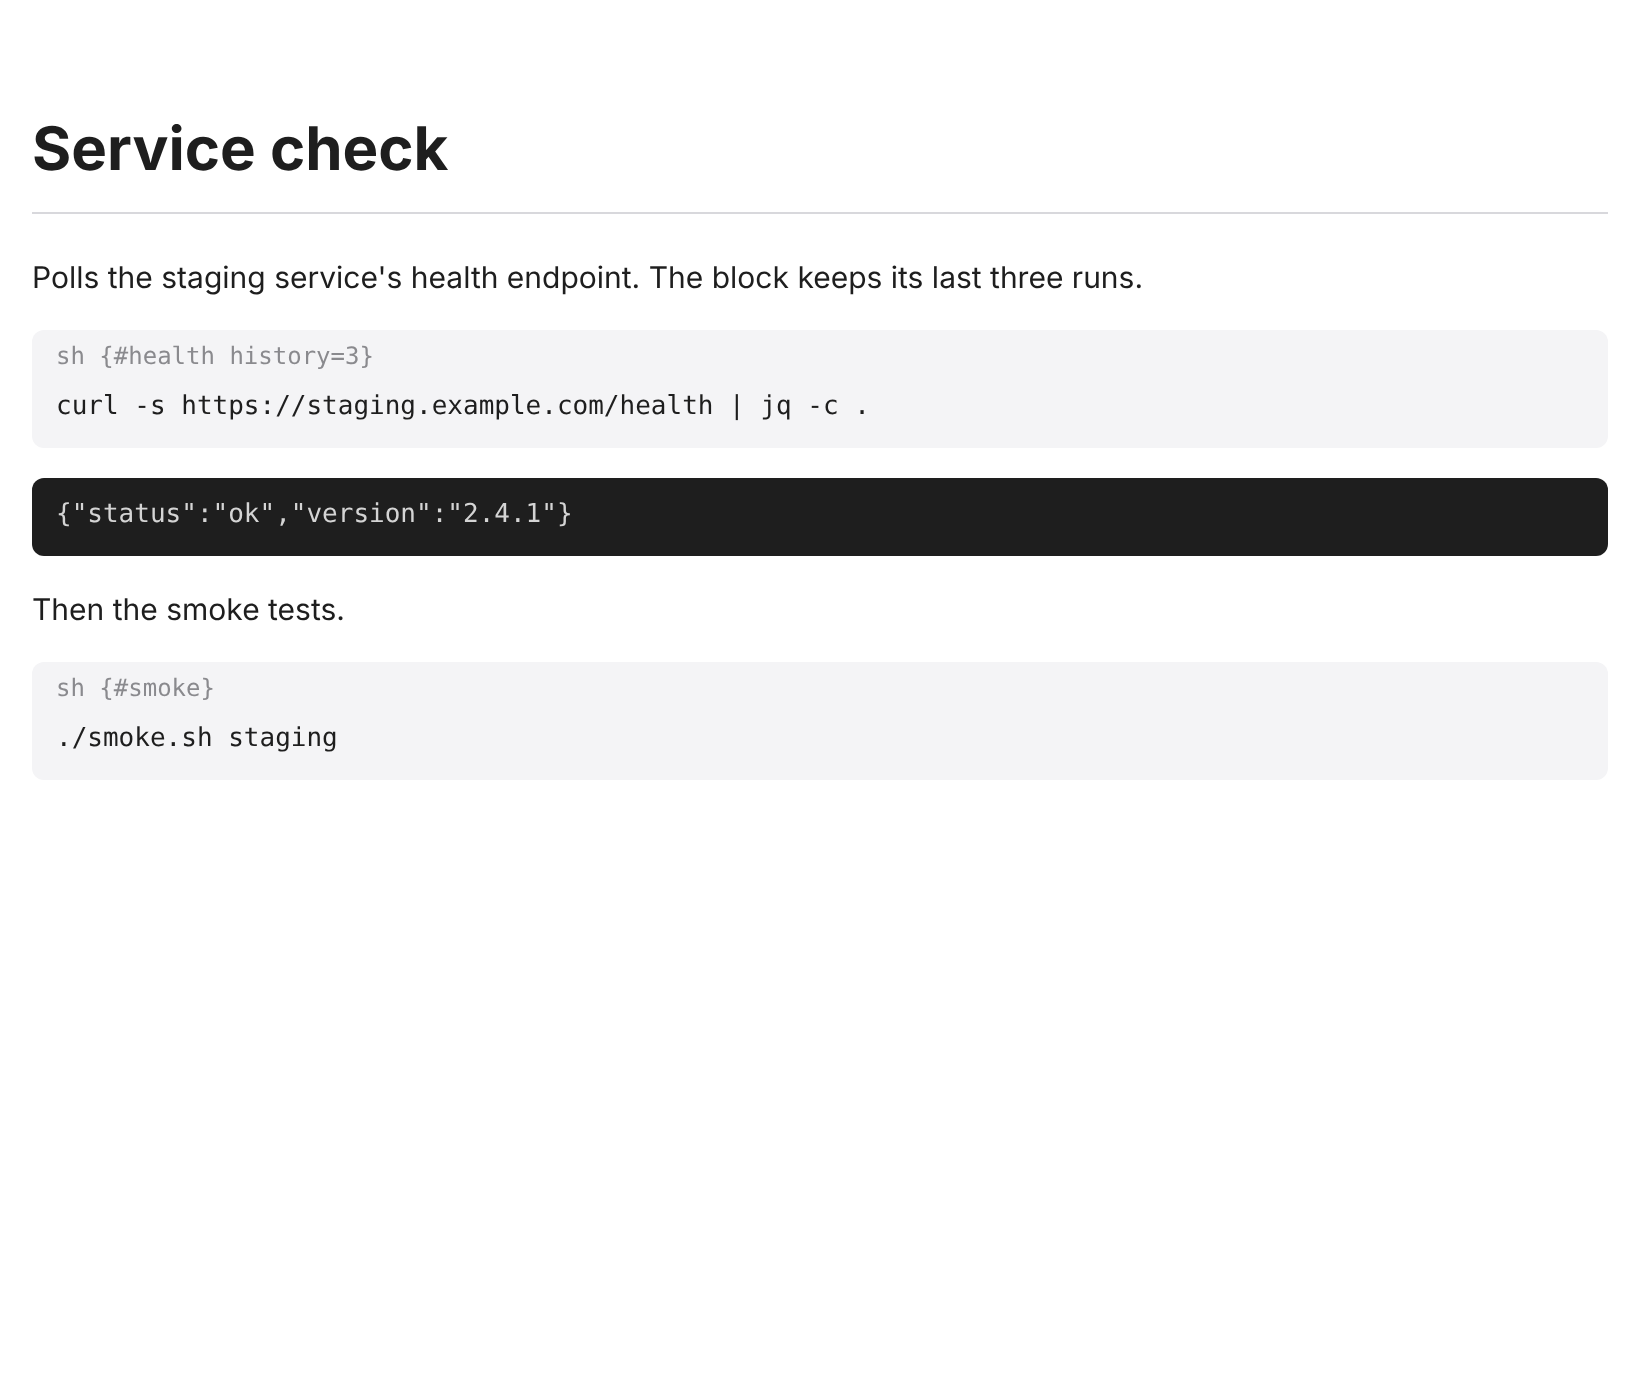 Service check
Polls the staging service's health endpoint. The block keeps its last three runs.
sh {#health history=3}
curl -s https://staging.example.com/health | jq -c .
{"status":"ok","version":"2.4.1"}
Then the smoke tests.
sh {#smoke}
./smoke.sh staging